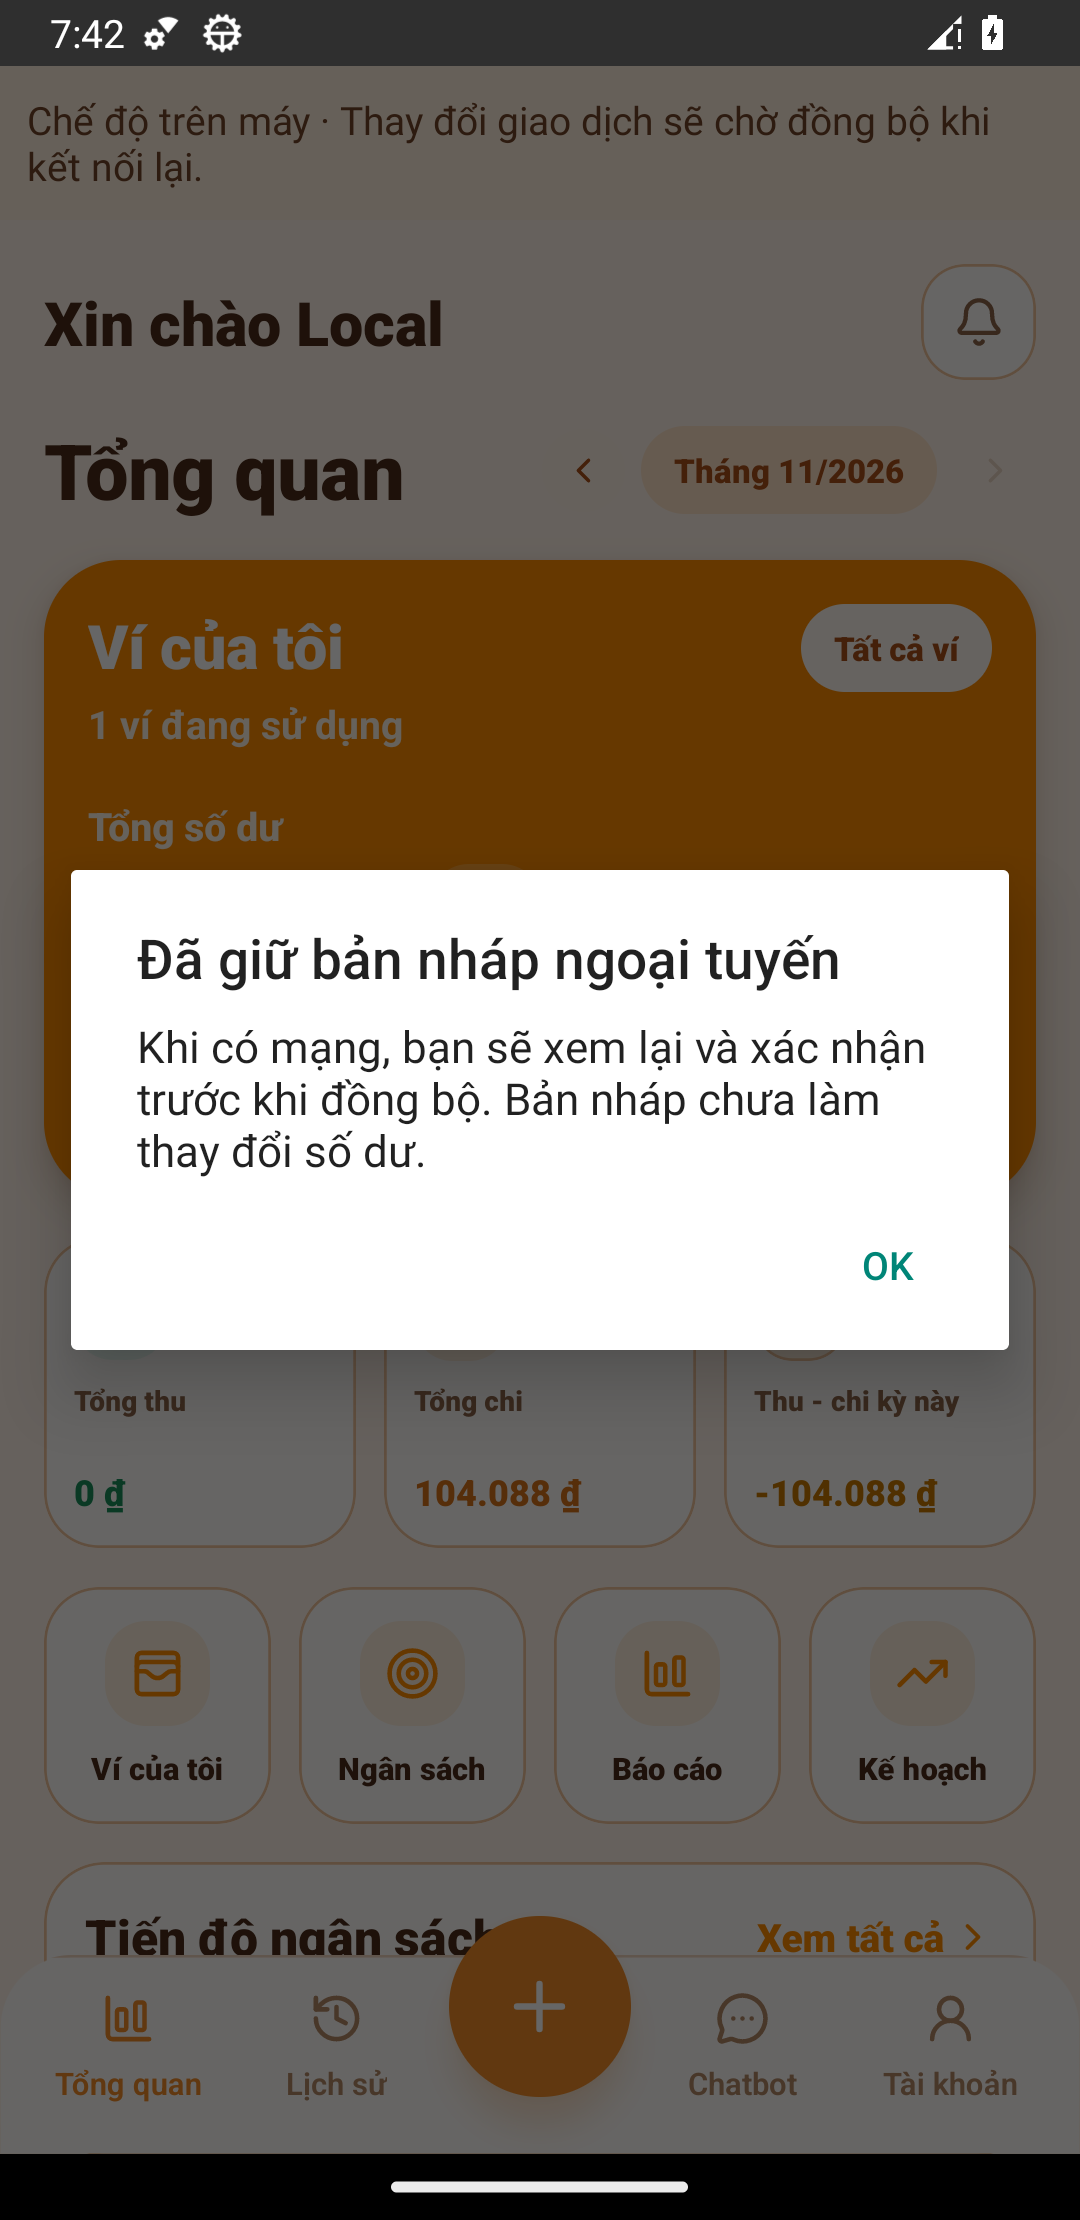 7:42
Chế độ trên máy · Thay đổi giao dịch sẽ chờ đồng bộ khi
kết nối lại.
Xin chào Local
Tổng quan
Tháng 11/2026
Ví của tôi
Tất cả ví
1 ví đang sử dụng
Tổng số dư
Đã giữ bản nháp ngoại tuyến
Khi có mạng, bạn sẽ xem lại và xác nhận
trước khi đồng bộ. Bản nháp chưa làm
thay đổi số dư.
OK
Tổng thu
Tổng chi
Thu - chi kỳ này
0 ₫
104.088 ₫
-104.088 ₫
Ví của tôi
Ngân sách
Báo cáo
Kế hoạch
Tiến độ ngân sách
Xem tất cả
Tổng quan
Lịch sử
Chatbot
Tài khoản